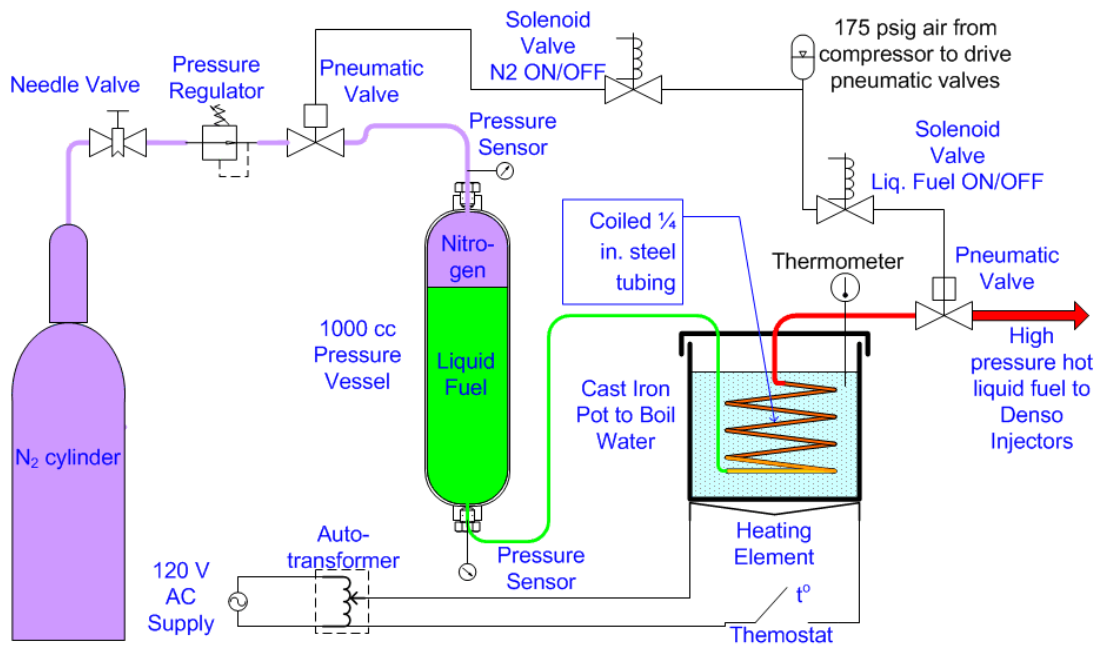 Needle Valve
Pressure
Regulator
Pneumatic
Valve
Solenoid
Valve
N2 ON/OFF
175 psig air from
compressor to drive
pneumatic valves
Pressure
Sensor
Solenoid
Valve
Liq. Fuel ON/OFF
Nitro-
gen
Coiled ¼
in. steel
tubing
Thermometer
Pneumatic
Valve
1000 cc
Pressure
Vessel
Liquid
Fuel
Cast Iron
Pot to Boil
Water
High
pressure hot
liquid fuel to
Denso
Injectors
N₂ cylinder
Auto-
transformer
Pressure
Sensor
Heating
Element
120 V
AC
Supply
tº
Themostat